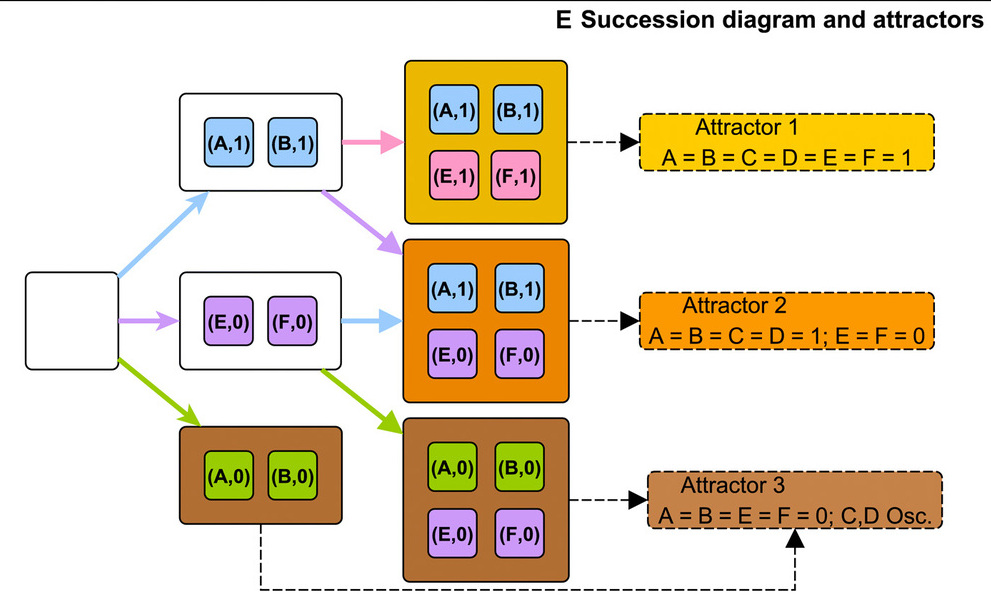 E Succession diagram and attractors
(A,1) (B,1)
(A,1) (B,1)
(E,1) (F,1)
Attractor 1
A = B = C = D = E = F = 1
(E,0) (F,0)
(A,1) (B,1)
(E,0) (F,0)
Attractor 2
A = B = C = D = 1; E = F = 0
(A,0) (B,0)
(A,0) (B,0)
(E,0) (F,0)
Attractor 3
A = B = E = F = 0; C,D Osc.